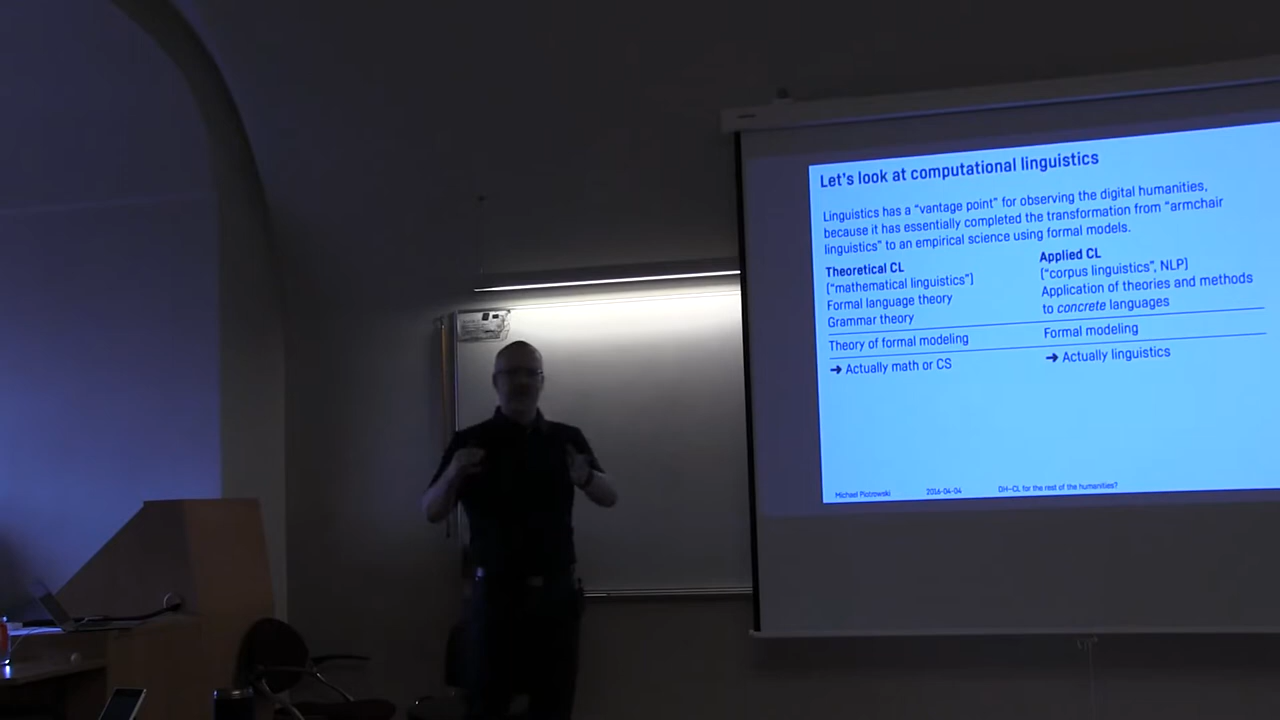 Let's look at computational linguistics
Linguistics has a “vantage point” for observing the digital humanities,
because it has essentially completed the transformation from “armchair
linguistics” to an empirical science using formal models.
Theoretical CL
(“mathematical linguistics”)
Formal language theory
Grammar theory
Theory of formal modeling
➔ Actually math or CS
Applied CL
(“corpus linguistics”, NLP)
Application of theories and methods
to concrete languages
Formal modeling
➔ Actually linguistics
Michael Piotrowski 2016-04-04 DH–CL for the rest of the humanities?